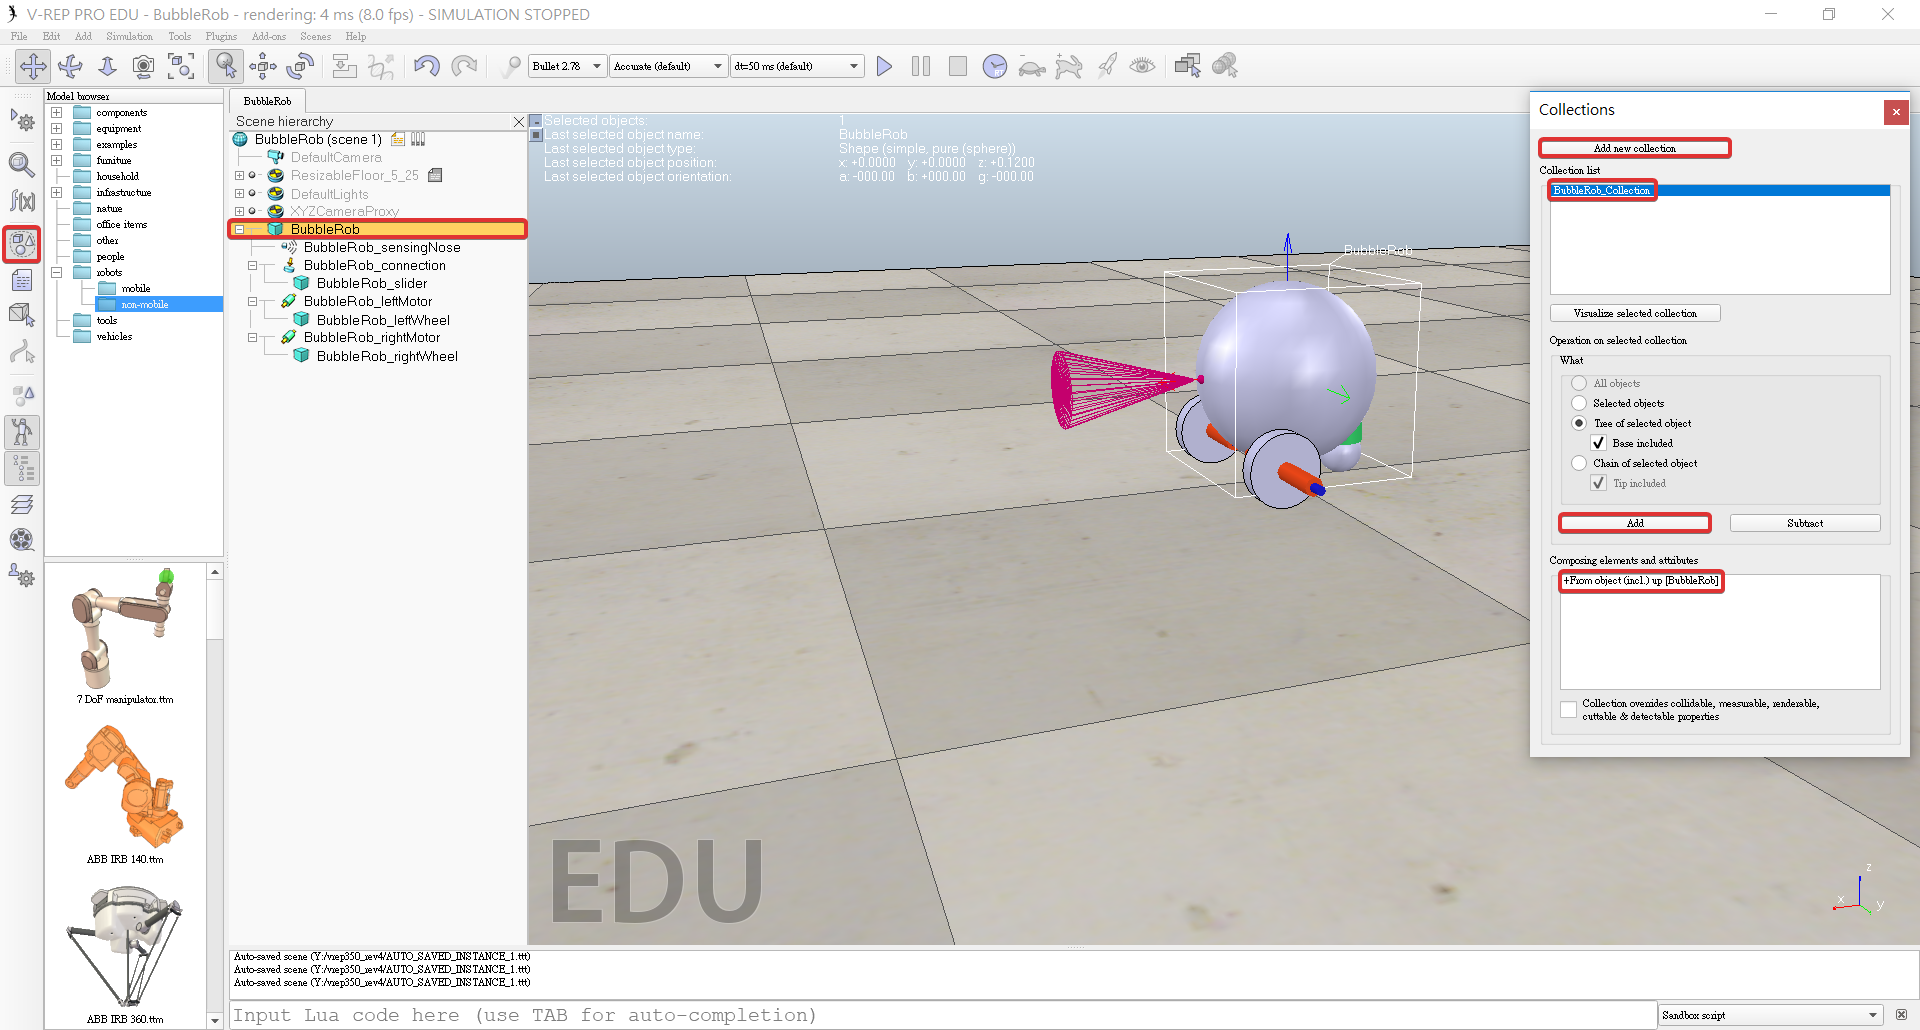 V-REP PRO EDU - BubbleRob - rendering: 4 ms (8.0 fps) - SIMULATION STOPPED
File Edit Add Simulation Tools Plugins Add-ons Scenes Help
Bullet 2.78 Accurate (default) dt=50 ms (default)
Model browser
components
equipment
examples
furniture
household
infrastructure
nature
office items
other
people
robots
mobile
non-mobile
tools
vehicles
7 DoF manipulator.ttm
ABB IRB 140.ttm
ABB IRB 360.ttm
BubbleRob
Scene hierarchy
BubbleRob (scene 1)
DefaultCamera
ResizableFloor_5_25
DefaultLights
XYZCameraProxy
BubbleRob
BubbleRob_sensingNose
BubbleRob_connection
BubbleRob_slider
BubbleRob_leftMotor
BubbleRob_leftWheel
BubbleRob_rightMotor
BubbleRob_rightWheel
Selected objects: 1
Last selected object name: BubbleRob
Last selected object type: Shape (simple, pure (sphere))
Last selected object position: x: +0.0000 y: +0.0000 z: +0.1200
Last selected object orientation: a: -000.00 b: +000.00 g: -000.00
BubbleRob
EDU
z
x
y
Collections
Add new collection
Collection list
BubbleRob_Collection
Visualize selected collection
Operation on selected collection
What
All objects
Selected objects
Tree of selected object
Base included
Chain of selected object
Tip included
Add Subtract
Composing elements and attributes
+From object (incl.) up [BubbleRob]
Collection overrides collidable, measurable, renderable,
cuttable & detectable properties
Auto-saved scene (Y:/vrep350_rev4/AUTO_SAVED_INSTANCE_1.ttt)
Auto-saved scene (Y:/vrep350_rev4/AUTO_SAVED_INSTANCE_1.ttt)
Auto-saved scene (Y:/vrep350_rev4/AUTO_SAVED_INSTANCE_1.ttt)
Input Lua code here (use TAB for auto-completion)
Sandbox script